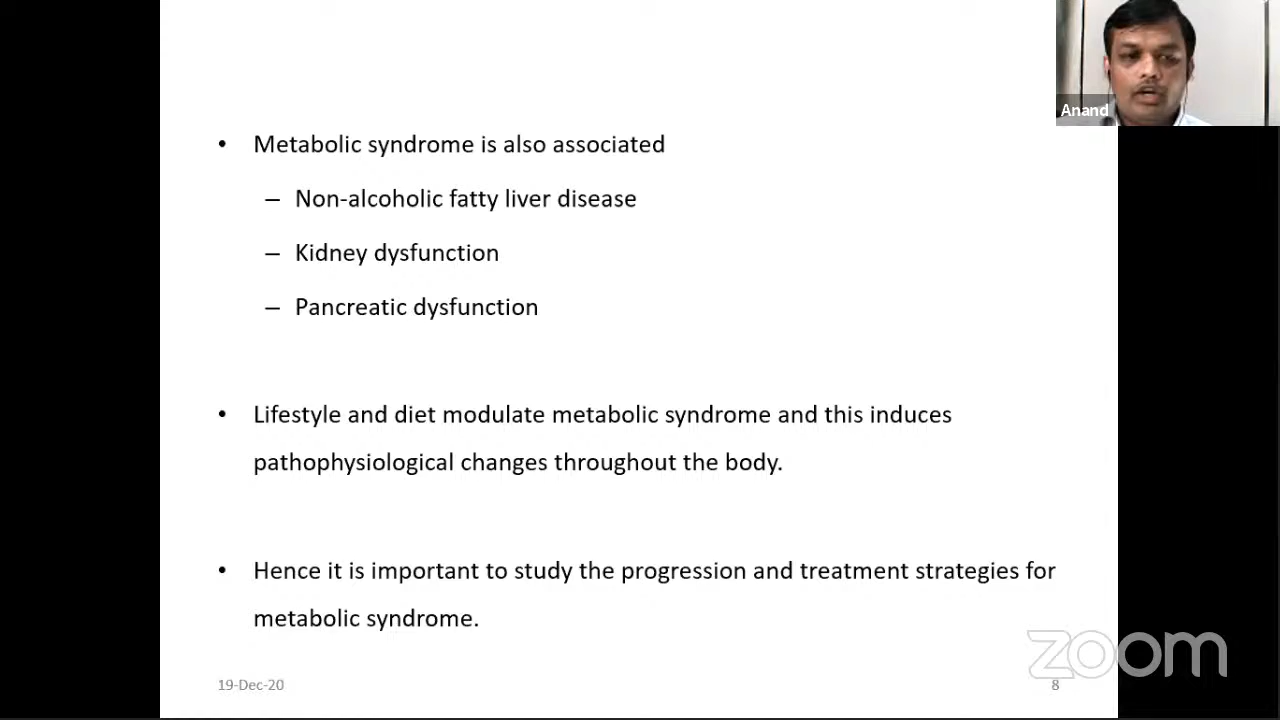 Anand
• Metabolic syndrome is also associated
– Non-alcoholic fatty liver disease
– Kidney dysfunction
– Pancreatic dysfunction
• Lifestyle and diet modulate metabolic syndrome and this induces
pathophysiological changes throughout the body.
• Hence it is important to study the progression and treatment strategies for
metabolic syndrome.
zoom
19-Dec-20
8